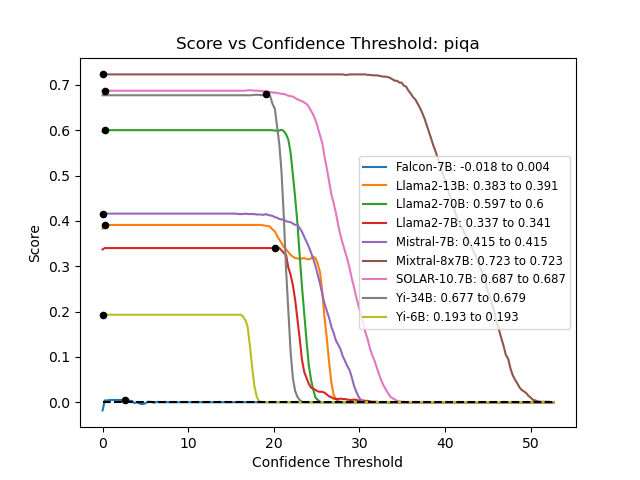 Score vs Confidence Threshold: piqa
Score
0.7
0.6
0.5
0.4
0.3
0.2
0.1
0.0
Falcon-7B: -0.018 to 0.004
Llama2-13B: 0.383 to 0.391
Llama2-70B: 0.597 to 0.6
Llama2-7B: 0.337 to 0.341
Mistral-7B: 0.415 to 0.415
Mixtral-8x7B: 0.723 to 0.723
SOLAR-10.7B: 0.687 to 0.687
Yi-34B: 0.677 to 0.679
Yi-6B: 0.193 to 0.193
0 10 20 30 40 50
Confidence Threshold